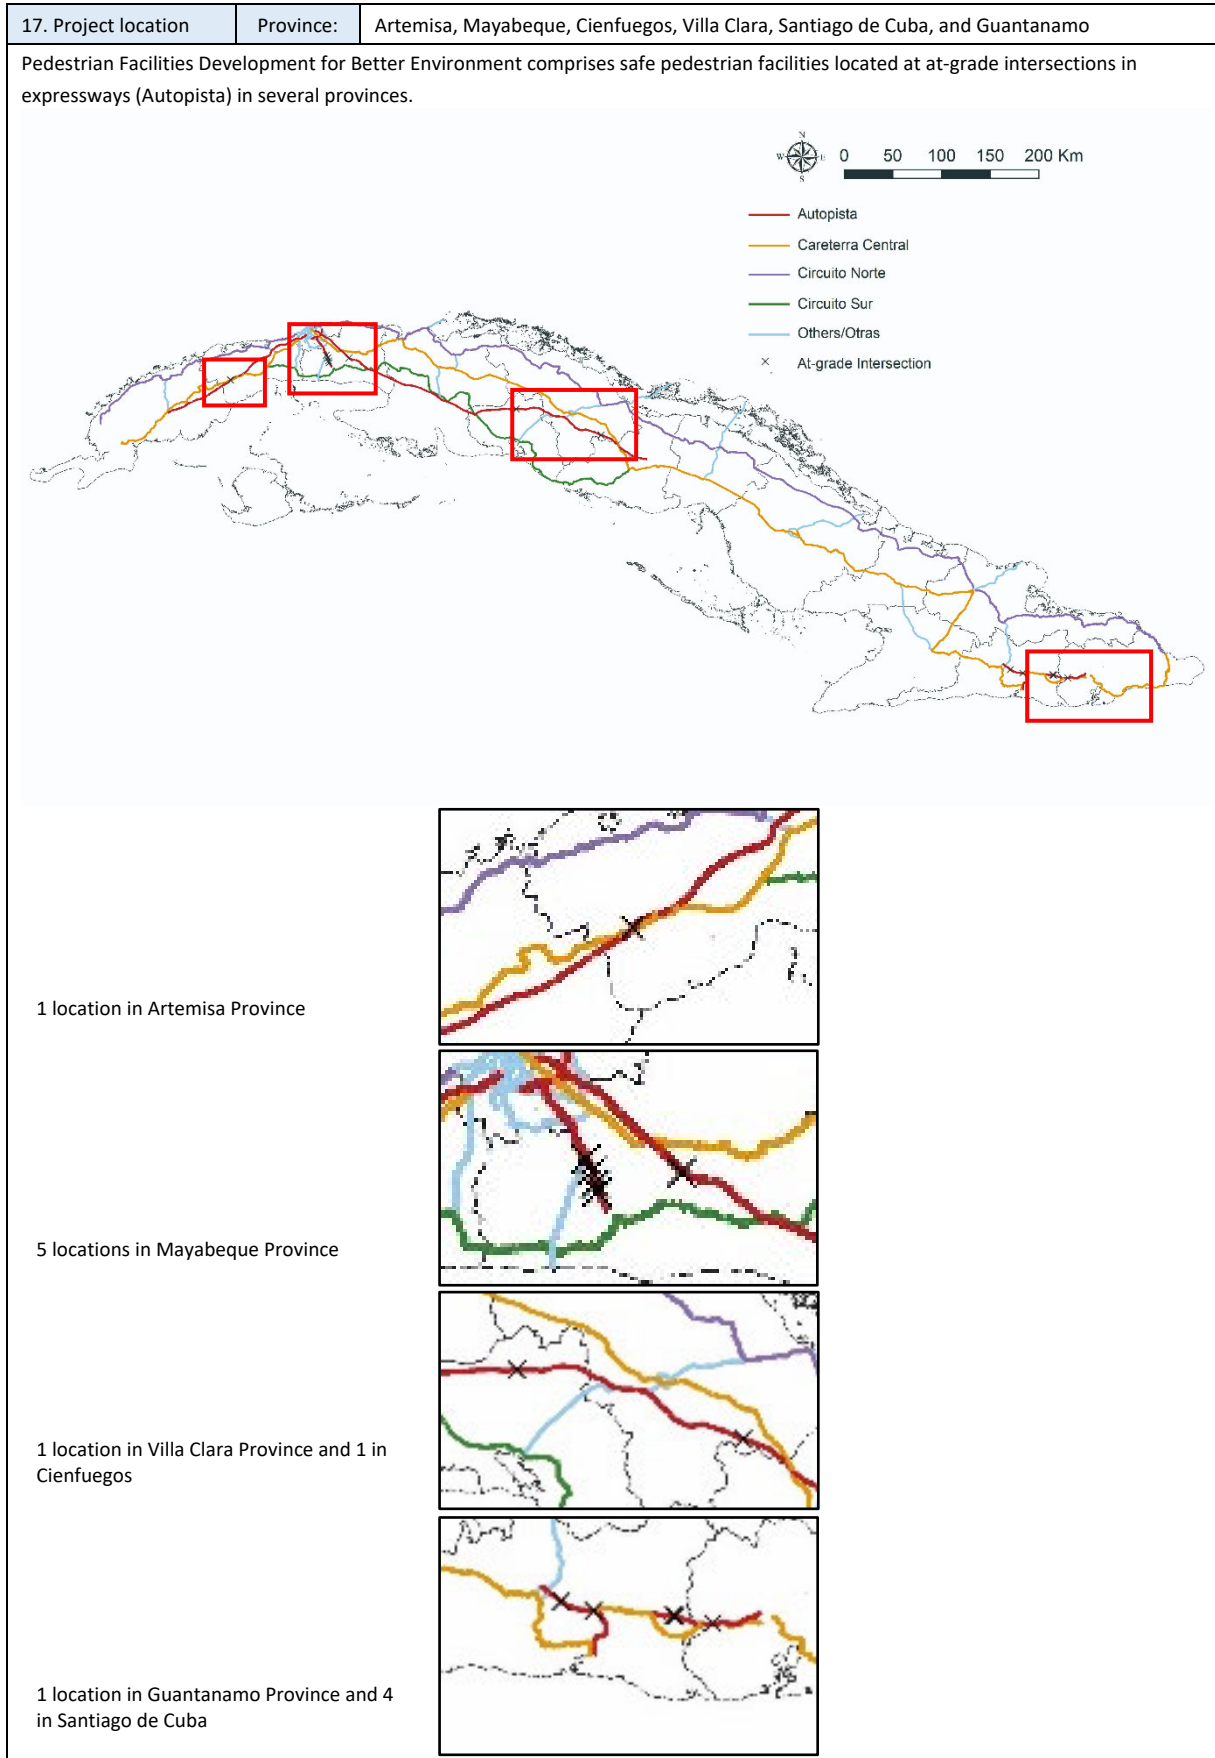 17. Project location Province: Artemisa, Mayabeque, Cienfuegos, Villa Clara, Santiago de Cuba, and Guantanamo
Pedestrian Facilities Development for Better Environment comprises safe pedestrian facilities located at at-grade intersections in
expressways (Autopista) in several provinces.
N
W E
S
0 50 100 150 200 Km
Autopista
Careterra Central
Circuito Norte
Circuito Sur
Others/Otras
At-grade Intersection
1 location in Artemisa Province
5 locations in Mayabeque Province
1 location in Villa Clara Province and 1 in
Cienfuegos
1 location in Guantanamo Province and 4
in Santiago de Cuba